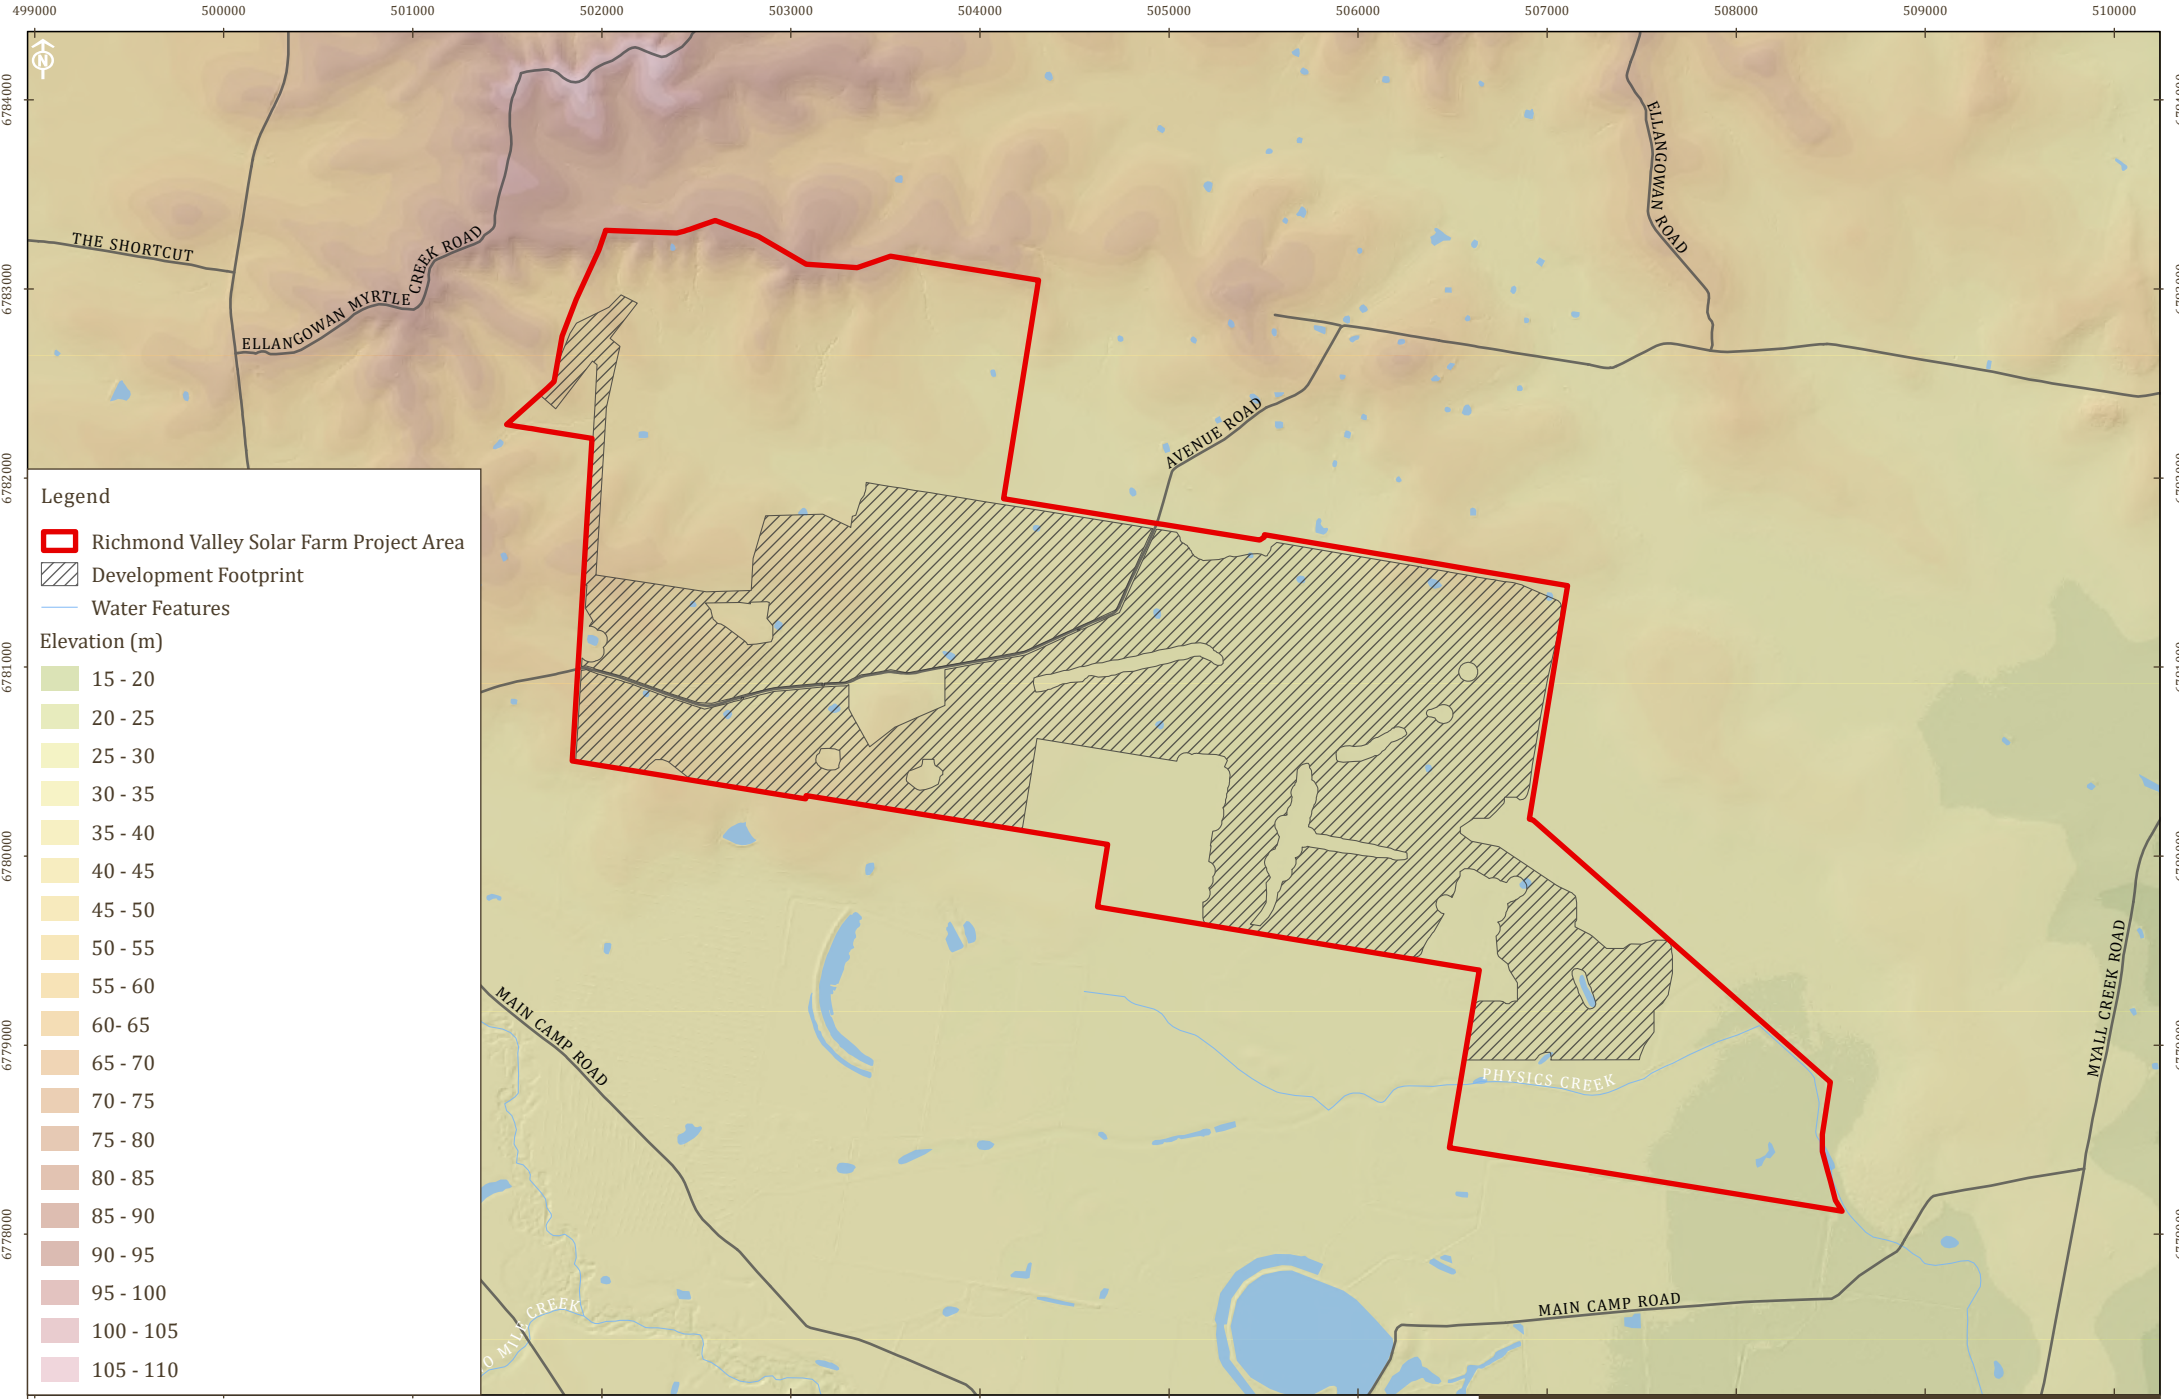 499000 500000 501000 502000 503000 504000 505000 506000 507000 508000 509000 510000
N
6784000
6783000
6782000
6781000
6780000
6779000
6778000
THE SHORTCUT
ELLANGOWAN MYRTLE CREEK ROAD
ELLANGOWAN ROAD
AVENUE ROAD
Legend
Richmond Valley Solar Farm Project Area
Development Footprint
Water Features
Elevation (m)
15 - 20
20 - 25
25 - 30
30 - 35
35 - 40
40 - 45
45 - 50
50 - 55
55 - 60
60- 65
65 - 70
70 - 75
75 - 80
80 - 85
85 - 90
90 - 95
95 - 100
100 - 105
105 - 110
MAIN CAMP ROAD
MYALL CREEK ROAD
PHYSICS CREEK
MILE CREEK
MAIN CAMP ROAD